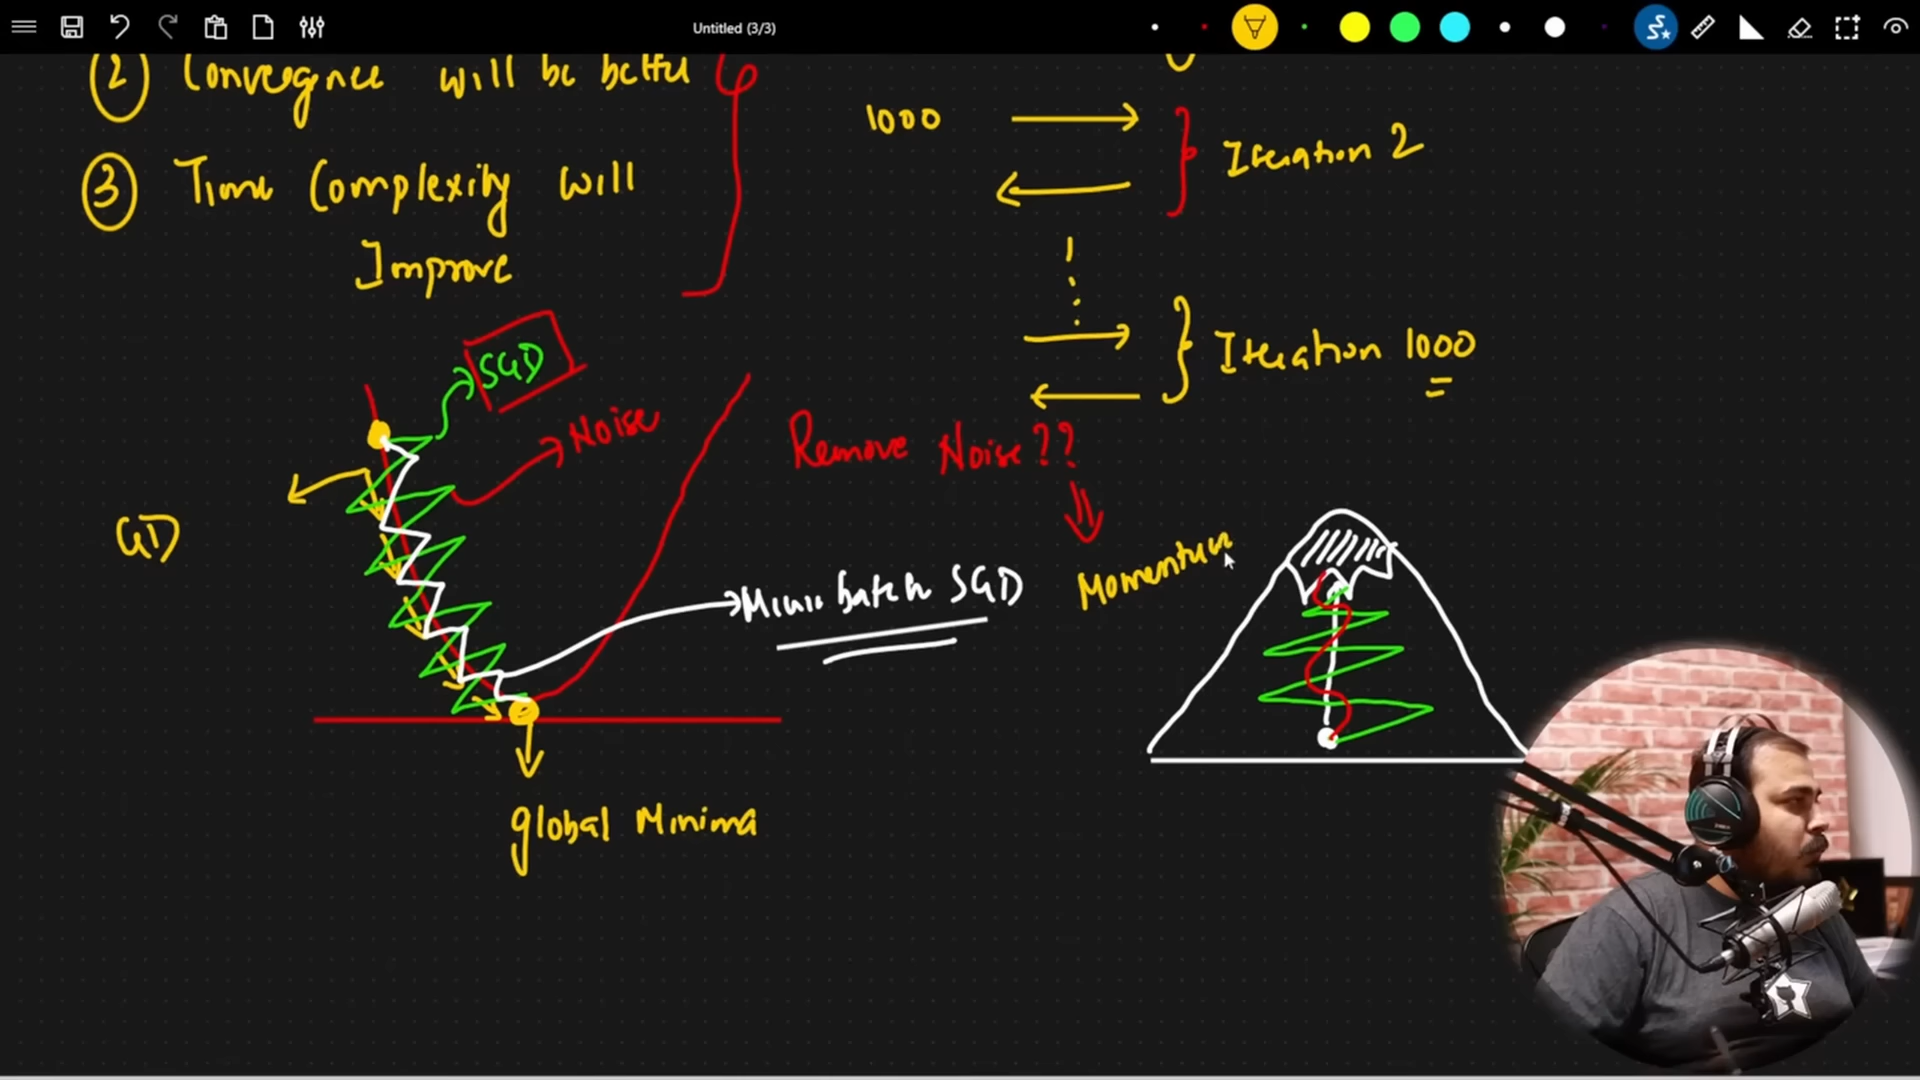 Untitled (3/3)
② Convergence will be better
③ Time Complexity will
Improve
1000
Iteration 2
Iteration 1000
SGD
Noise
Remove Noise??
GD
Momentum
Mini batch SGD
global Minima